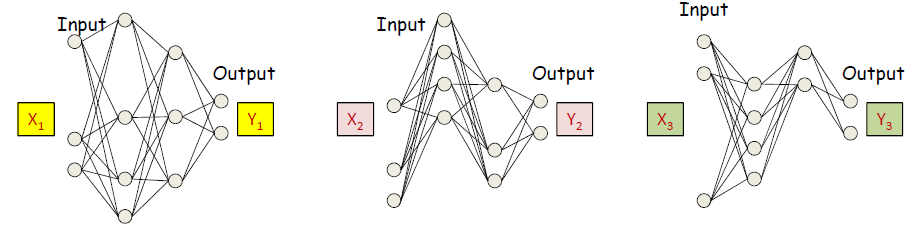 Input
Output
X1
Y1
Input
Output
X2
Y2
Input
Output
X3
Y3